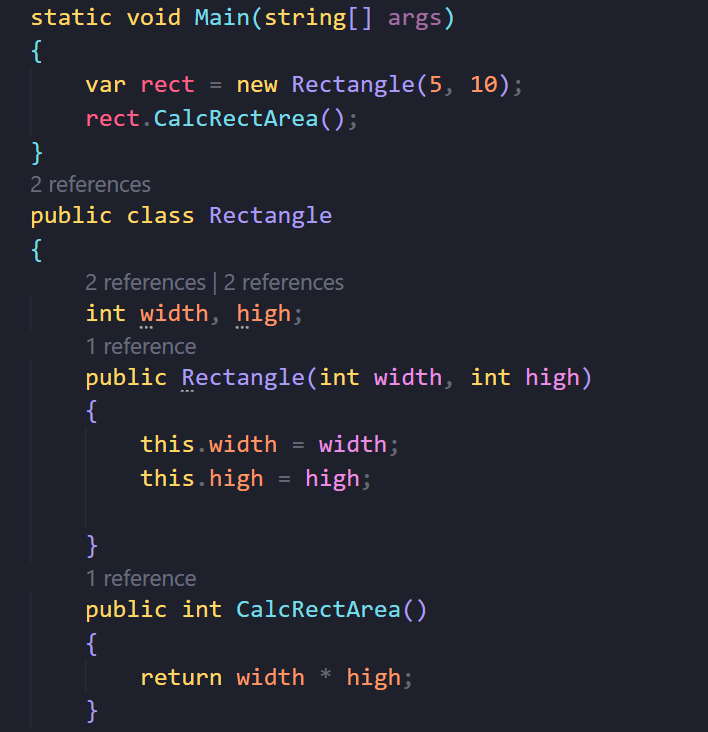 static void Main(string[] args)
{
    var rect = new Rectangle(5, 10);
    rect.CalcRectArea();
}
2 references
public class Rectangle
{
    2 references | 2 references
    int width, high;
    1 reference
    public Rectangle(int width, int high)
    {
        this.width = width;
        this.high = high;

    }
    1 reference
    public int CalcRectArea()
    {
        return width * high;
    }